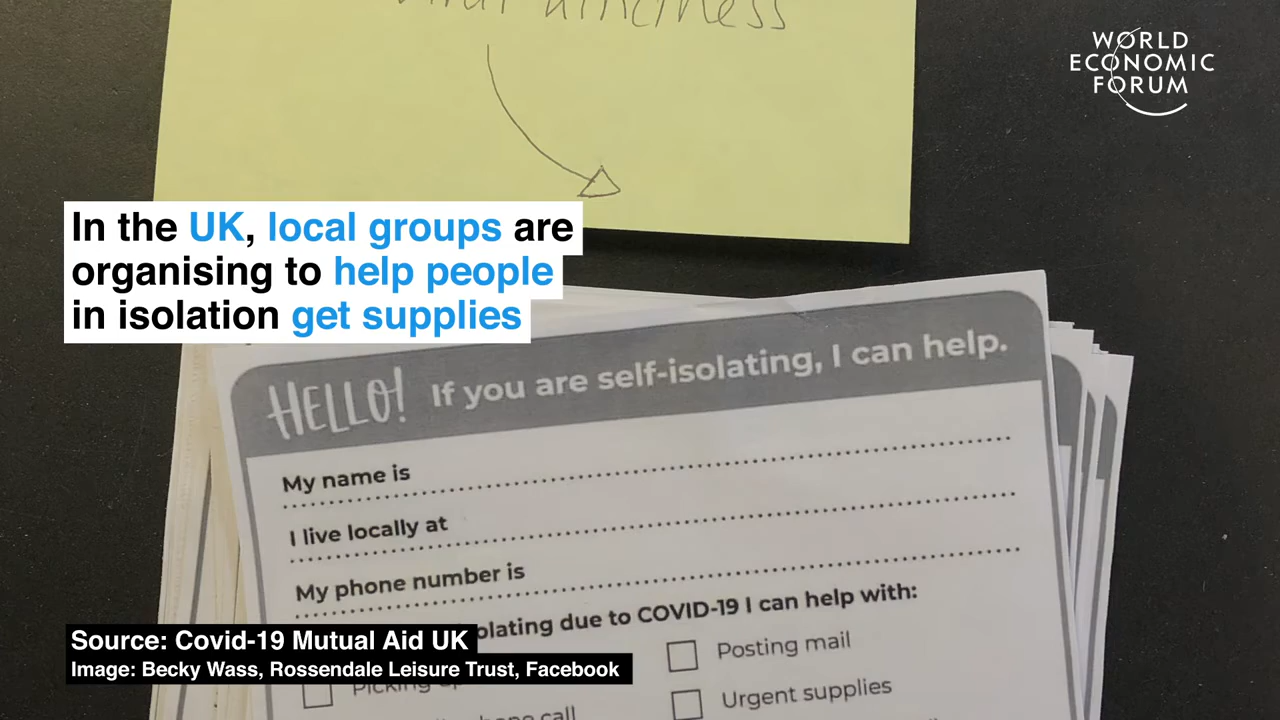 kindness
WORLD
ECONOMIC
FORUM
In the UK, local groups are
organising to help people
in isolation get supplies
HELLO! If you are self-isolating, I can help.
My name is
I live locally at
My phone number is
due to COVID-19 I can help with:
Posting mail
Urgent supplies
Source: Covid-19 Mutual Aid UK
Image: Becky Wass, Rossendale Leisure Trust, Facebook
call